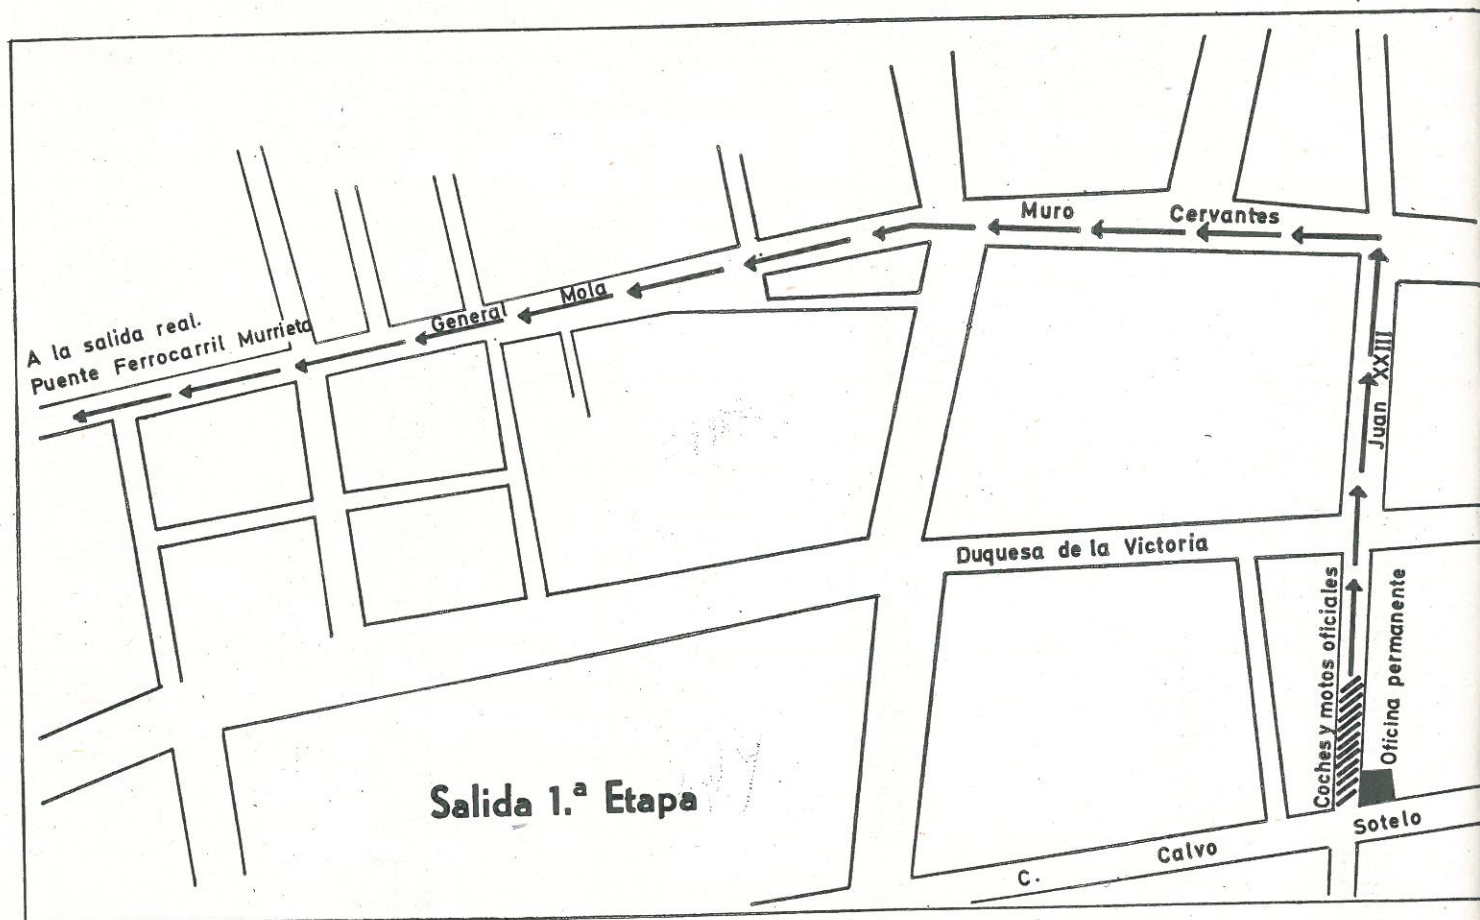 Muro Cervantes
General Mola
A la salida real.
Puente Ferrocarril Murrieta
Juan XXIII
Duquesa de la Victoria
Coches y motos oficiales
Oficina permanente
Salida 1.ª Etapa
C. Calvo Sotelo